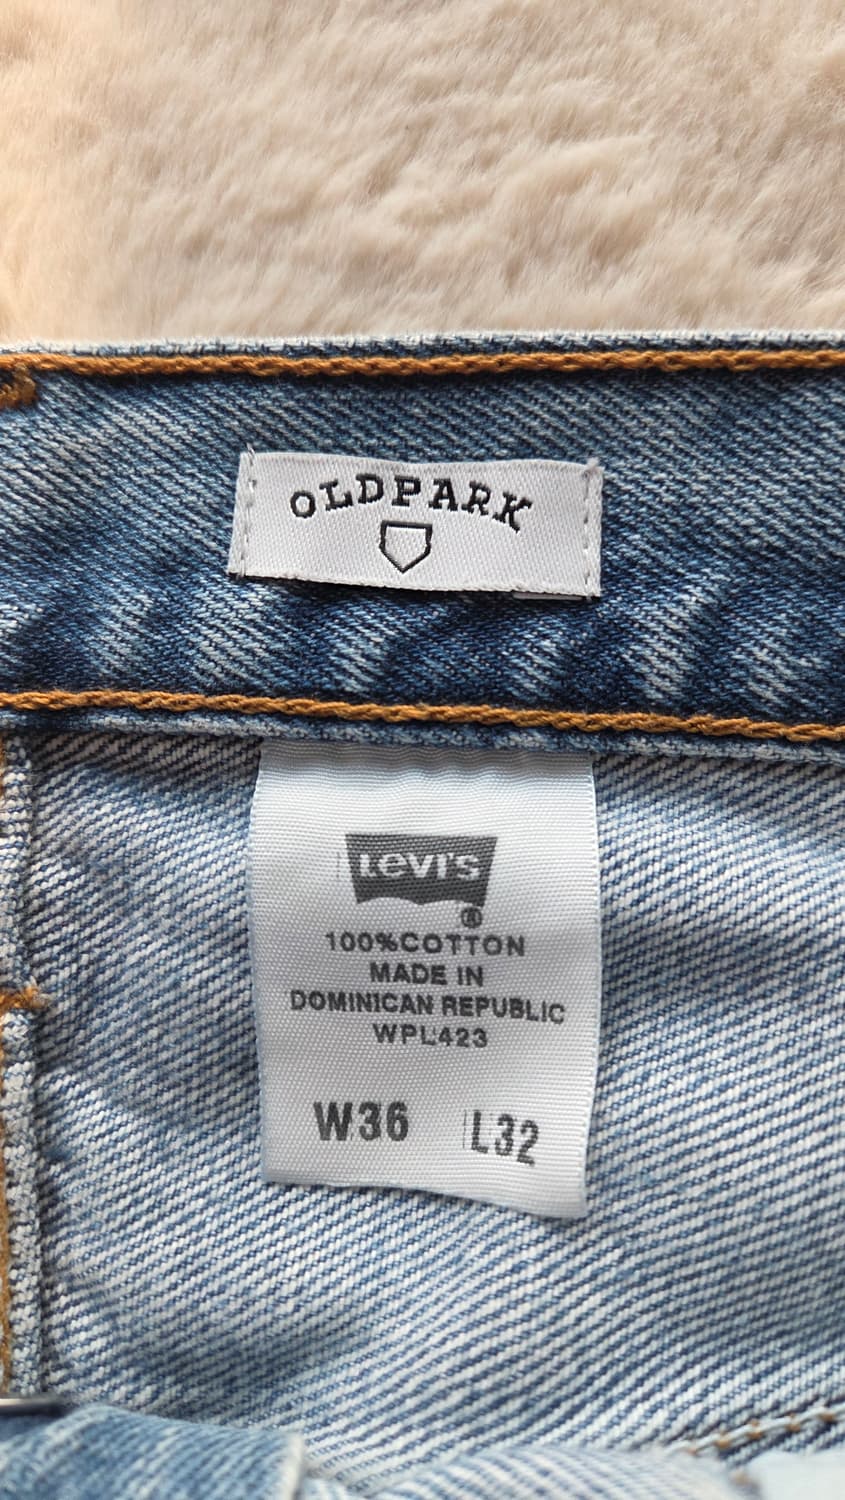 OLDPARK
LEVI'S
®
100%COTTON
MADE IN
DOMINICAN REPUBLIC
WPL423
W36 L32